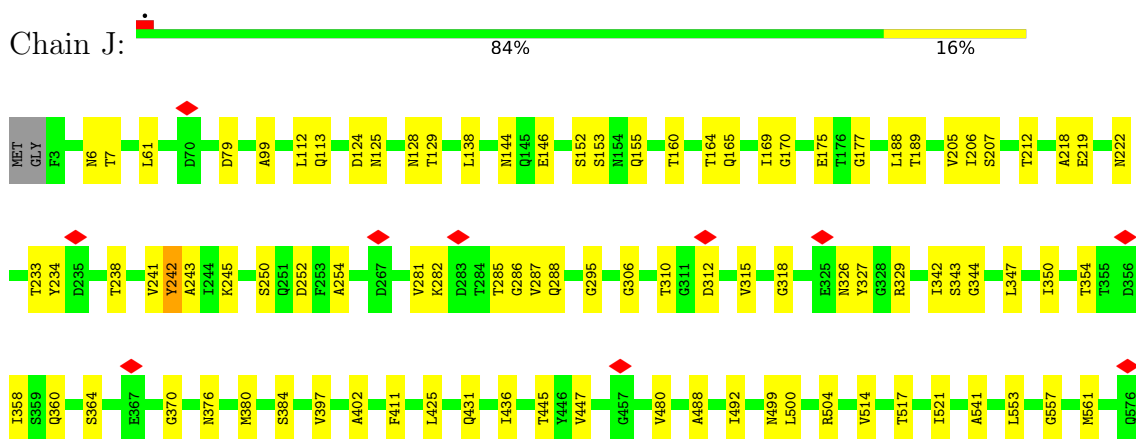 Chain J:
84% 16%
MET GLY F3 N6 T7 L61 D70 D79 A99 L112 Q113 D124 N125 N128 T129 L138 N144 Q145 E146 S152 S153 N154 Q155 T160 T164 Q165 I169 G170 E175 T176 G177 L188 T189 V205 I206 S207 T212 A218 E219 N222
T233 Y234 D235 T238 V241 Y242 A243 I244 K245 S250 Q251 D252 F253 A254 D267 V281 K282 D283 T284 T285 G286 V287 Q288 G295 G306 T310 G311 D312 V315 G318 E325 N326 Y327 G328 R329 I342 S343 G344 L347 I350 T354 T355 D356
I358 S359 Q360 S364 E367 G370 N376 M380 S384 V397 A402 F411 L425 Q431 I436 T445 Y446 V447 G457 V480 A488 I492 N499 L500 R504 V514 T517 I521 A541 L553 G557 M561 Q576